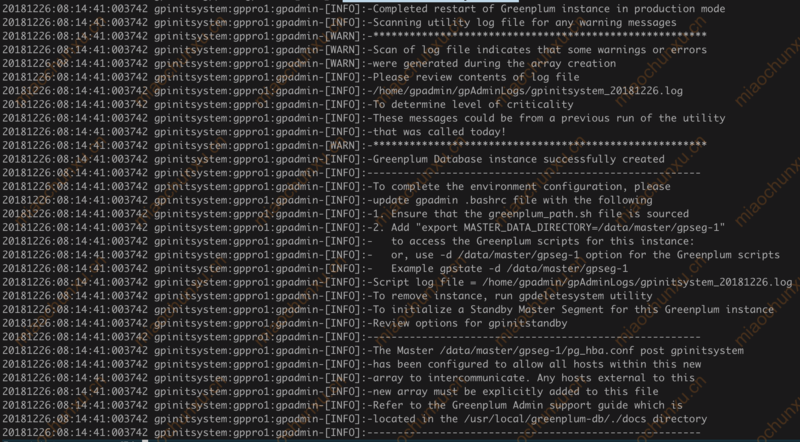 20181226:08:14:41:003742 gpinitsystem:gppro1:gpadmin-[INFO]:-Completed restart of Greenplum instance in production mode
20181226:08:14:41:003742 gpinitsystem:gppro1:gpadmin-[INFO]:-Scanning utility log file for any warning messages
20181226:08:14:41:003742 gpinitsystem:gppro1:gpadmin-[WARN]:-*******************************************************
20181226:08:14:41:003742 gpinitsystem:gppro1:gpadmin-[WARN]:-Scan of log file indicates that some warnings or errors
20181226:08:14:41:003742 gpinitsystem:gppro1:gpadmin-[WARN]:-were generated during the array creation
20181226:08:14:41:003742 gpinitsystem:gppro1:gpadmin-[INFO]:-Please review contents of log file
20181226:08:14:41:003742 gpinitsystem:gppro1:gpadmin-[INFO]:-/home/gpadmin/gpAdminLogs/gpinitsystem_20181226.log
20181226:08:14:41:003742 gpinitsystem:gppro1:gpadmin-[INFO]:-To determine level of criticality
20181226:08:14:41:003742 gpinitsystem:gppro1:gpadmin-[INFO]:-These messages could be from a previous run of the utility
20181226:08:14:41:003742 gpinitsystem:gppro1:gpadmin-[INFO]:-that was called today!
20181226:08:14:41:003742 gpinitsystem:gppro1:gpadmin-[WARN]:-*******************************************************
20181226:08:14:41:003742 gpinitsystem:gppro1:gpadmin-[INFO]:-Greenplum Database instance successfully created
20181226:08:14:41:003742 gpinitsystem:gppro1:gpadmin-[INFO]:-------------------------------------------------------
20181226:08:14:41:003742 gpinitsystem:gppro1:gpadmin-[INFO]:-To complete the environment configuration, please
20181226:08:14:41:003742 gpinitsystem:gppro1:gpadmin-[INFO]:-update gpadmin .bashrc file with the following
20181226:08:14:41:003742 gpinitsystem:gppro1:gpadmin-[INFO]:-1. Ensure that the greenplum_path.sh file is sourced
20181226:08:14:41:003742 gpinitsystem:gppro1:gpadmin-[INFO]:-2. Add "export MASTER_DATA_DIRECTORY=/data/master/gpseg-1"
20181226:08:14:41:003742 gpinitsystem:gppro1:gpadmin-[INFO]:-   to access the Greenplum scripts for this instance:
20181226:08:14:41:003742 gpinitsystem:gppro1:gpadmin-[INFO]:-   or, use -d /data/master/gpseg-1 option for the Greenplum scripts
20181226:08:14:41:003742 gpinitsystem:gppro1:gpadmin-[INFO]:-   Example gpstate -d /data/master/gpseg-1
20181226:08:14:41:003742 gpinitsystem:gppro1:gpadmin-[INFO]:-Script log file = /home/gpadmin/gpAdminLogs/gpinitsystem_20181226.log
20181226:08:14:41:003742 gpinitsystem:gppro1:gpadmin-[INFO]:-To remove instance, run gpdeletesystem utility
20181226:08:14:41:003742 gpinitsystem:gppro1:gpadmin-[INFO]:-To initialize a Standby Master Segment for this Greenplum instance
20181226:08:14:41:003742 gpinitsystem:gppro1:gpadmin-[INFO]:-Review options for gpinitstandby
20181226:08:14:41:003742 gpinitsystem:gppro1:gpadmin-[INFO]:-------------------------------------------------------
20181226:08:14:41:003742 gpinitsystem:gppro1:gpadmin-[INFO]:-The Master /data/master/gpseg-1/pg_hba.conf post gpinitsystem
20181226:08:14:41:003742 gpinitsystem:gppro1:gpadmin-[INFO]:-has been configured to allow all hosts within this new
20181226:08:14:41:003742 gpinitsystem:gppro1:gpadmin-[INFO]:-array to intercommunicate. Any hosts external to this
20181226:08:14:41:003742 gpinitsystem:gppro1:gpadmin-[INFO]:-new array must be explicitly added to this file
20181226:08:14:41:003742 gpinitsystem:gppro1:gpadmin-[INFO]:-Refer to the Greenplum Admin support guide which is
20181226:08:14:41:003742 gpinitsystem:gppro1:gpadmin-[INFO]:-located in the /usr/local/greenplum-db/./docs directory
20181226:08:14:41:003742 gpinitsystem:gppro1:gpadmin-[INFO]:-------------------------------------------------------
miaochunxu.cn